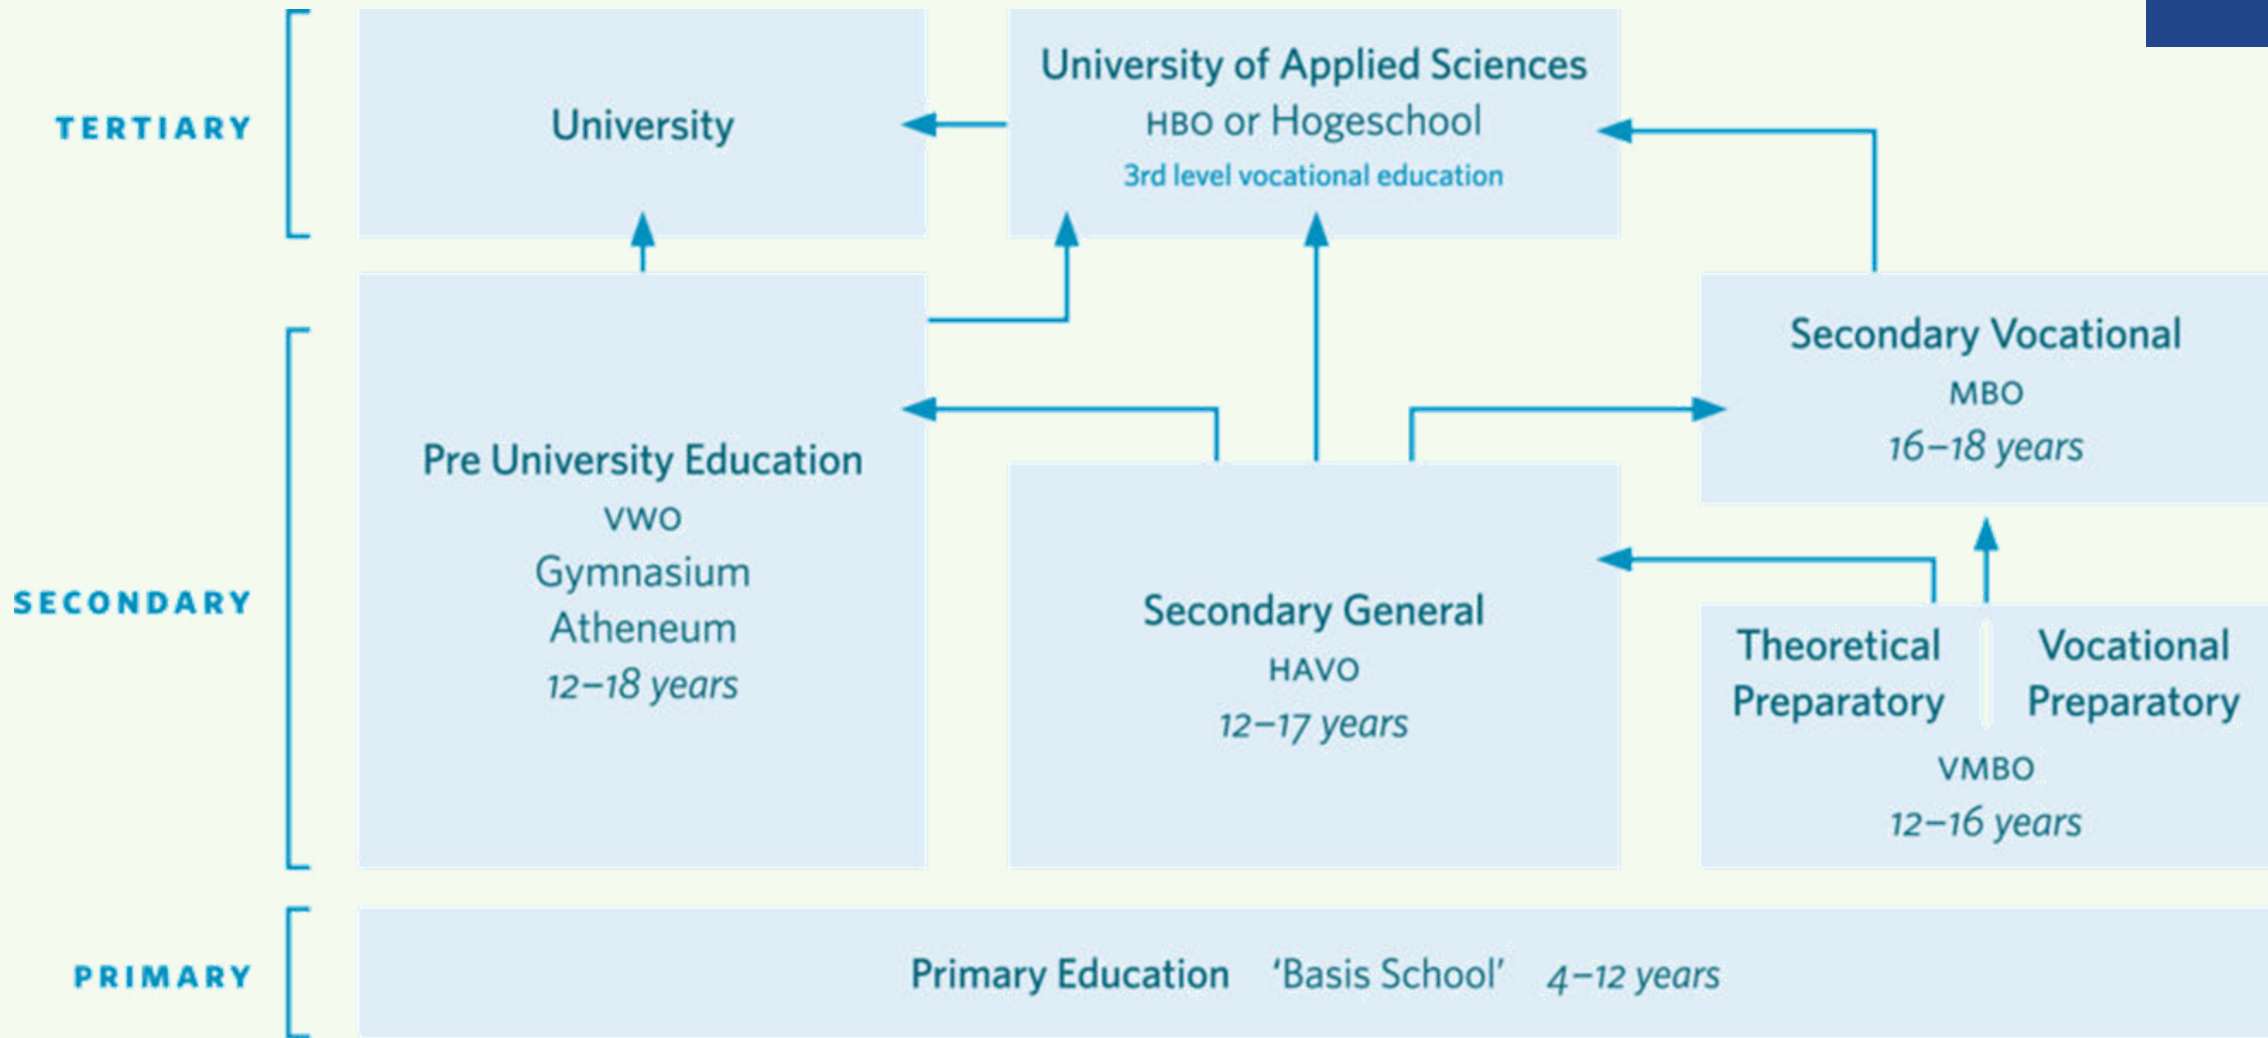 TERTIARY
University
University of Applied Sciences
HBO or Hogeschool
3rd level vocational education
SECONDARY
Pre University Education
VWO
Gymnasium
Atheneum
12–18 years
Secondary General
HAVO
12–17 years
Secondary Vocational
MBO
16–18 years
Theoretical
Preparatory
Vocational
Preparatory
VMBO
12–16 years
PRIMARY
Primary Education ‘Basis School’ 4–12 years